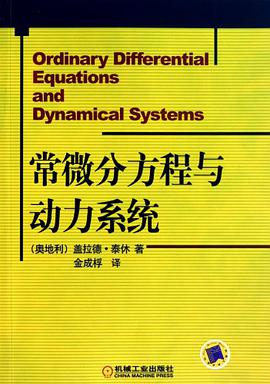 Ordinary Differential
Equations
and
Dynamical Systems
常微分方程与
动力系统
（奥地利）盖拉德·泰休 著
金成桴 译
机械工业出版社
CHINA MACHINE PRESS